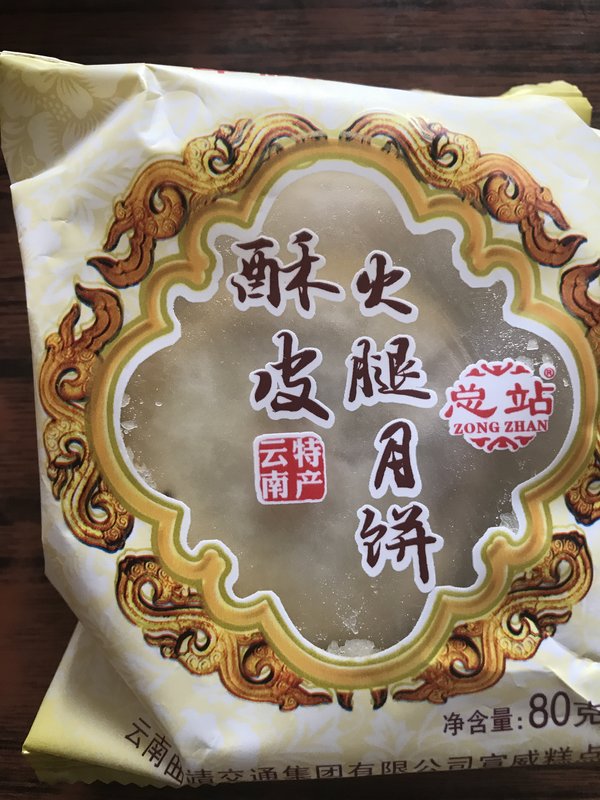 火腿月饼
酥皮
云南
特产
总站®
ZONG ZHAN
净含量: 80克
云南曲靖交通集团有限公司宣威糕点